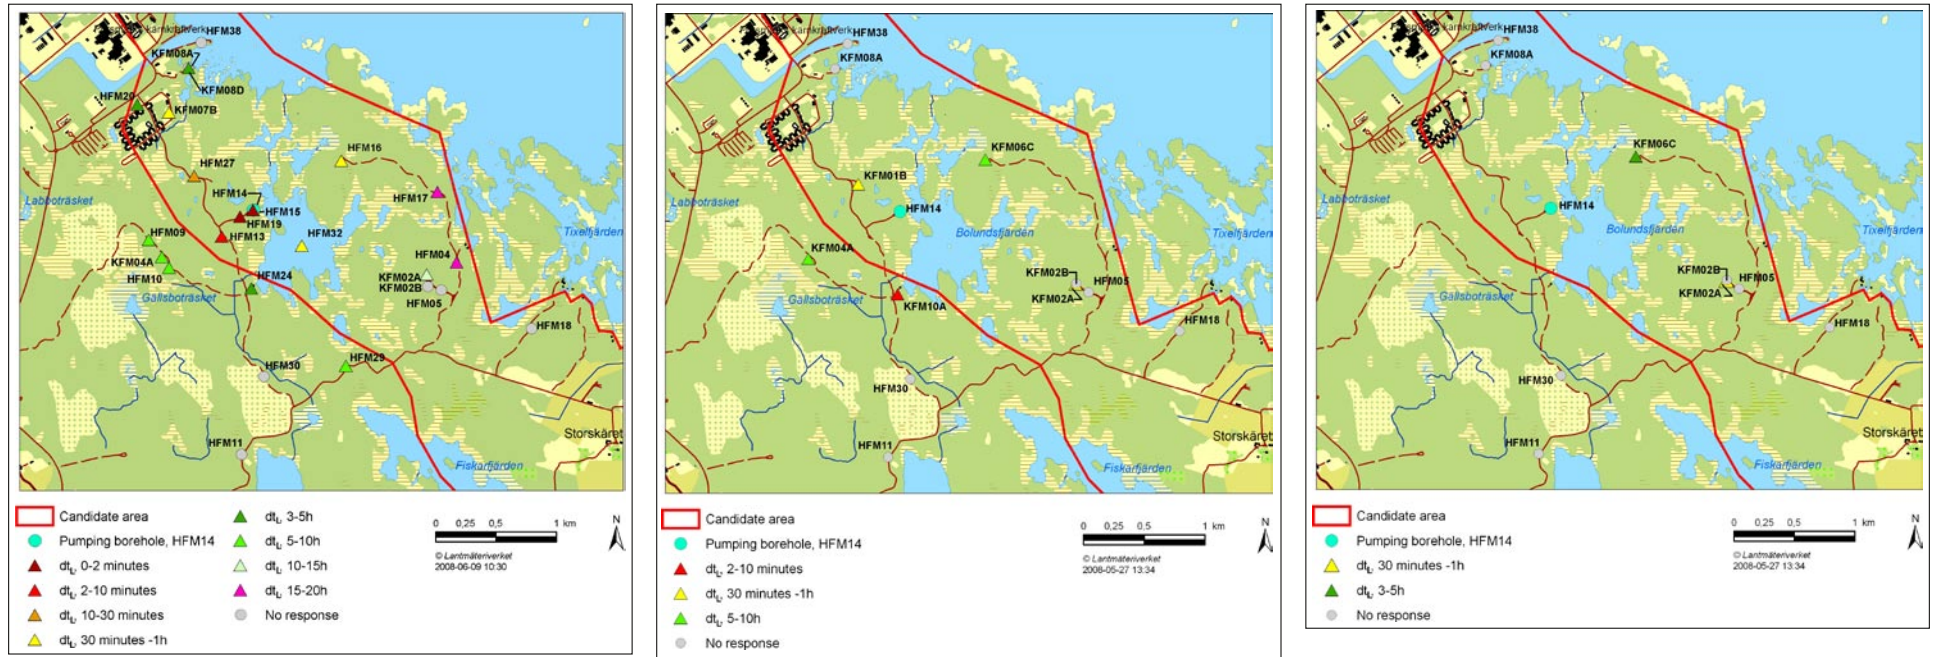 HFM38
KFM08A
KFM08D
HFM20
KFM07B
HFM16
HFM27
HFM14
HFM17
HFM15
HFM19
Labboträsket
HFM09
HFM13
HFM32
Tixelfjärden
HFM04
KFM04A
KFM02A
HFM10
HFM24
KFM02B
Gällsboträsket
HFM05
HFM18
HFM29
HFM30
Storskäret
HFM11
Fiskarfjärden
Candidate area
Pumping borehole, HFM14
dtL, 0-2 minutes
dtL, 2-10 minutes
dtL, 10-30 minutes
dtL, 30 minutes -1h
dtL, 3-5h
dtL, 5-10h
dtL, 10-15h
dtL, 15-20h
No response
0 0,25 0,5 1 km
N
© Lantmäteriverket
2008-06-09 10:30
HFM38
KFM08A
KFM06C
KFM01B
Labboträsket
HFM14
Bolundsfjärden
Tixelfjärden
KFM04A
KFM02B
HFM05
Gällsboträsket
KFM10A
KFM02A
HFM18
HFM30
Storskäret
HFM11
Fiskarfjärden
Candidate area
Pumping borehole, HFM14
dtL, 2-10 minutes
dtL, 30 minutes -1h
dtL, 5-10h
No response
0 0,25 0,5 1 km
N
© Lantmäteriverket
2008-05-27 13:34
HFM38
KFM08A
KFM06C
Labboträsket
HFM14
Bolundsfjärden
Tixelfjärden
KFM02B
HFM05
KFM02A
Gällsboträsket
HFM18
HFM30
Storskäret
HFM11
Fiskarfjärden
Candidate area
Pumping borehole, HFM14
dtL, 30 minutes -1h
dtL, 3-5h
No response
0 0,25 0,5 1 km
N
© Lantmäteriverket
2008-05-27 13:34